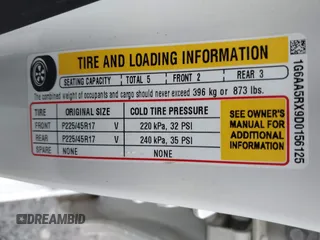 TIRE AND LOADING INFORMATION
SEATING CAPACITY TOTAL 5 FRONT 2 REAR 3
The combined weight of occupants and cargo should never exceed 396 kg or 873 lbs.
TIRE ORIGINAL SIZE COLD TIRE PRESSURE
FRONT P225/45R17 V 220 kPa, 32 PSI
REAR P225/45R17 V 240 kPa, 35 PSI
SPARE NONE NONE
SEE OWNER'S
MANUAL FOR
ADDITIONAL
INFORMATION
1G6AA5RX9D0156125
DREAMBID